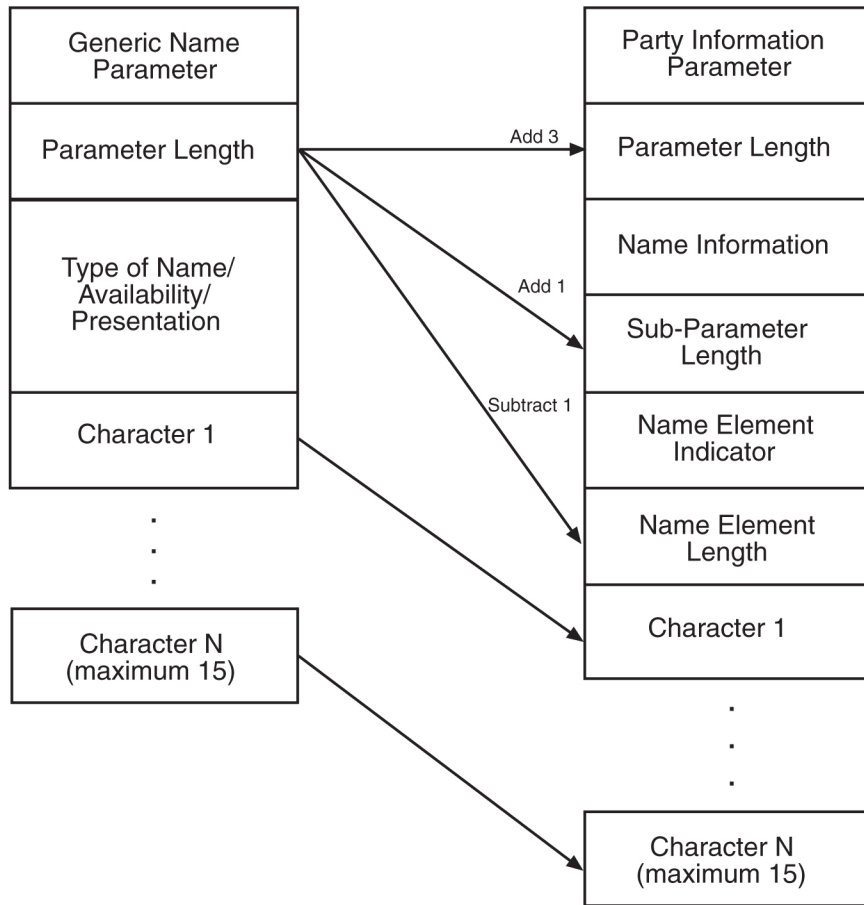 Generic Name
Parameter
Parameter Length
Type of Name/
Availability/
Presentation
Character 1
Character N
(maximum 15)
Add 3
Add 1
Subtract 1
Party Information
Parameter
Parameter Length
Name Information
Sub-Parameter
Length
Name Element
Indicator
Name Element
Length
Character 1
Character N
(maximum 15)